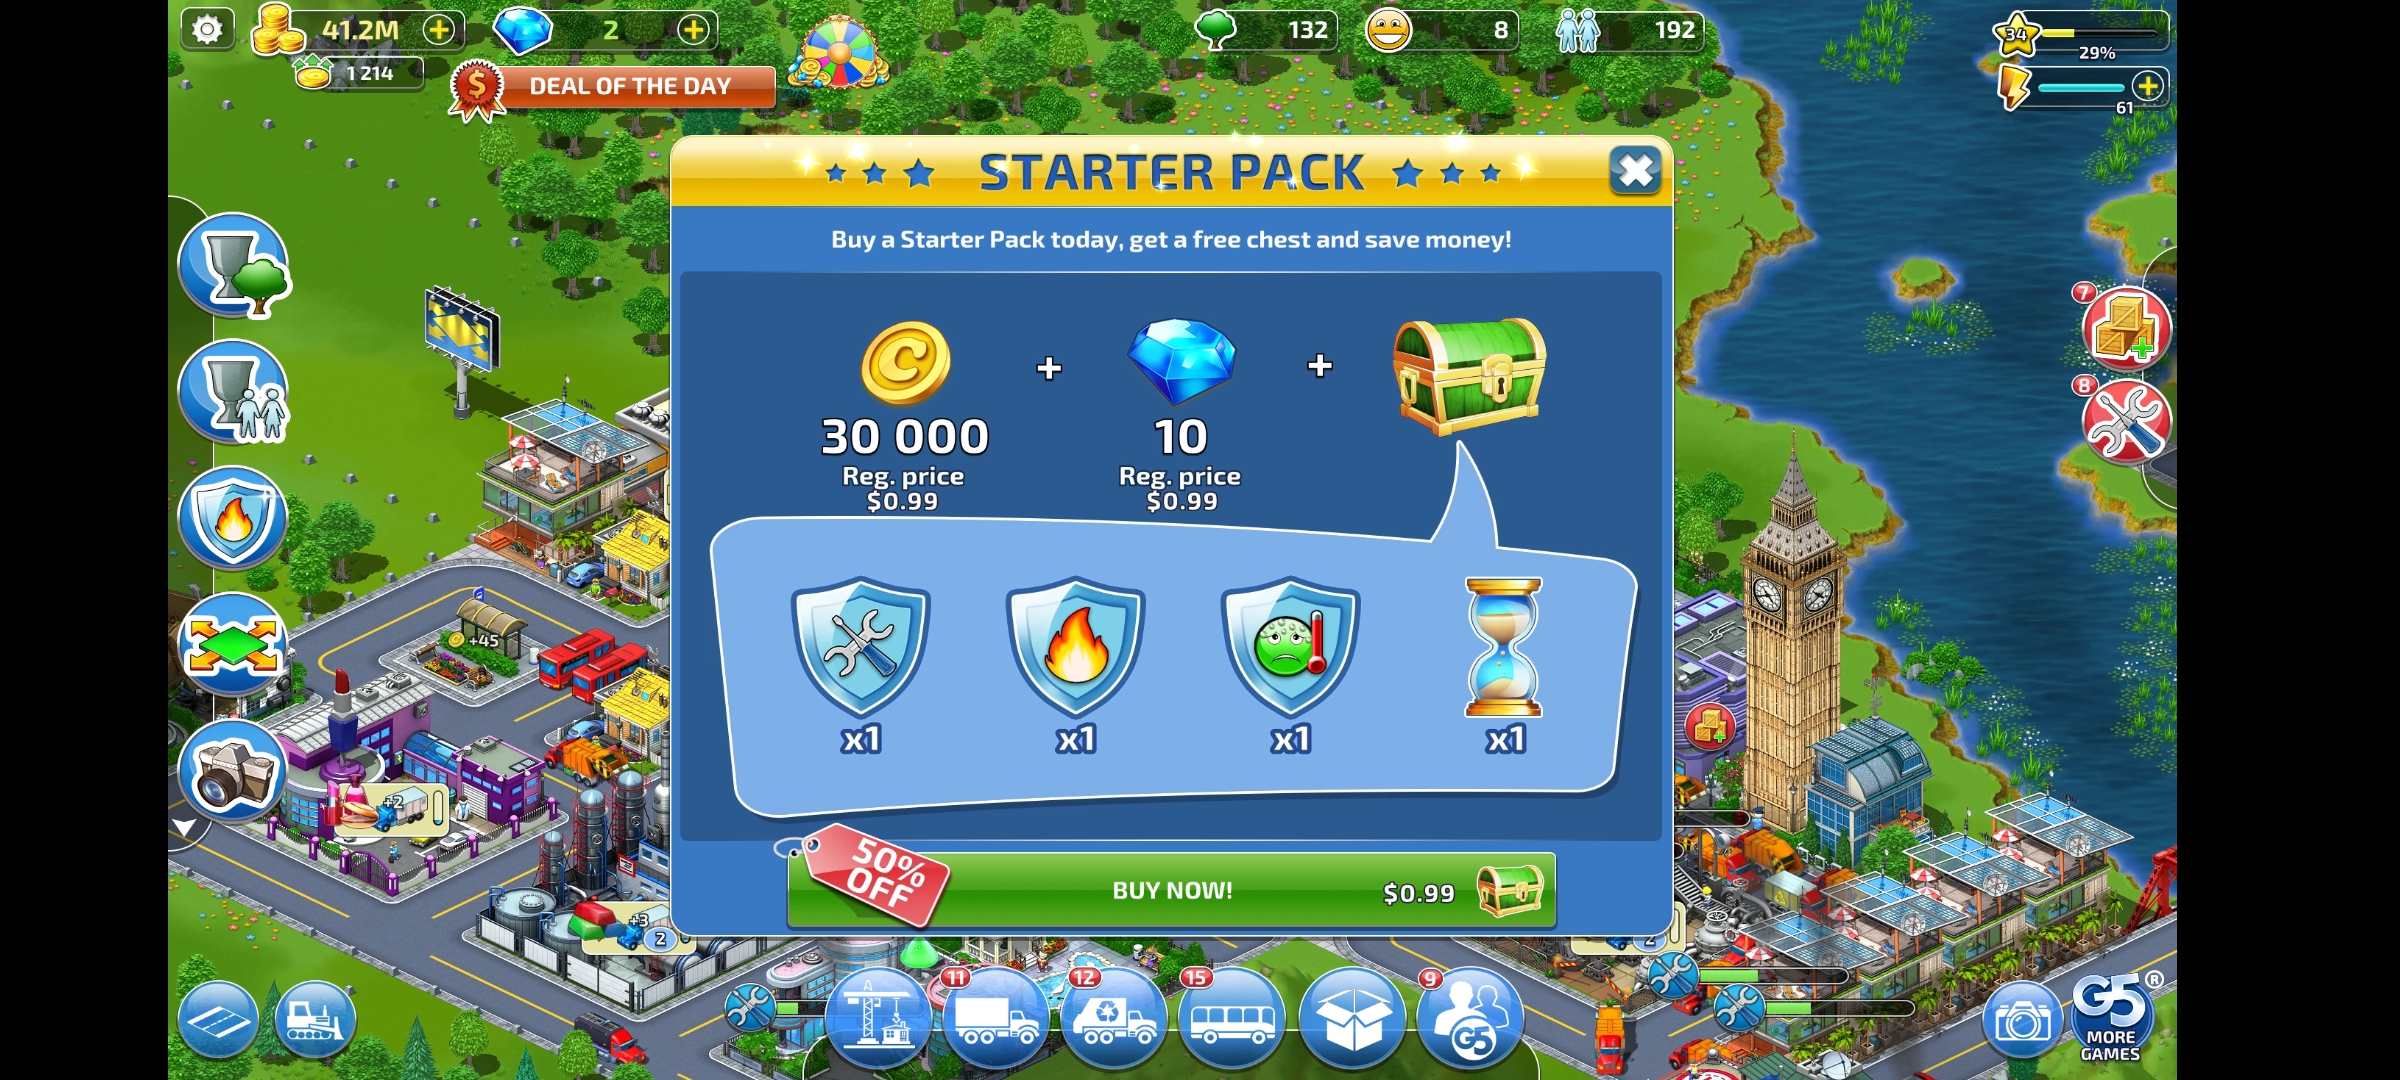 41.2M
2
132
8
192
34
29%
1 214
DEAL OF THE DAY
61
STARTER PACK
Buy a Starter Pack today, get a free chest and save money!
7
8
30 000
+
10
+
Reg. price
$0.99
Reg. price
$0.99
+45
x1
x1
x1
x1
+2
50%
OFF
BUY NOW!
$0.99
+3
2
2
11
12
15
9
G5
G5®
MORE
GAMES